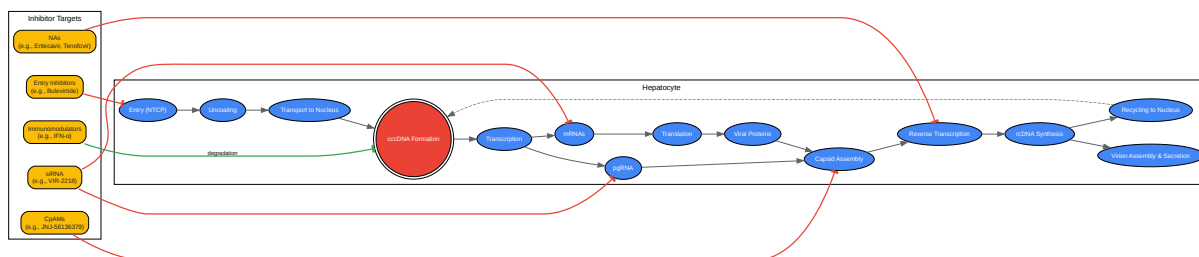 Inhibitor Targets
NAs
(e.g., Entecavir, Tenofovir)
Entry Inhibitors
(e.g., Bulevirtide)
Immunomodulators
(e.g., IFN-α)
siRNA
(e.g., VIR-2218)
CpAMs
(e.g., JNJ-56136379)
degradation
Hepatocyte
Entry (NTCP)
Uncoating
Transport to Nucleus
cccDNA Formation
Transcription
mRNAs
pgRNA
Translation
Viral Proteins
Capsid Assembly
Reverse Transcription
rcDNA Synthesis
Recycling to Nucleus
Virion Assembly & Secretion